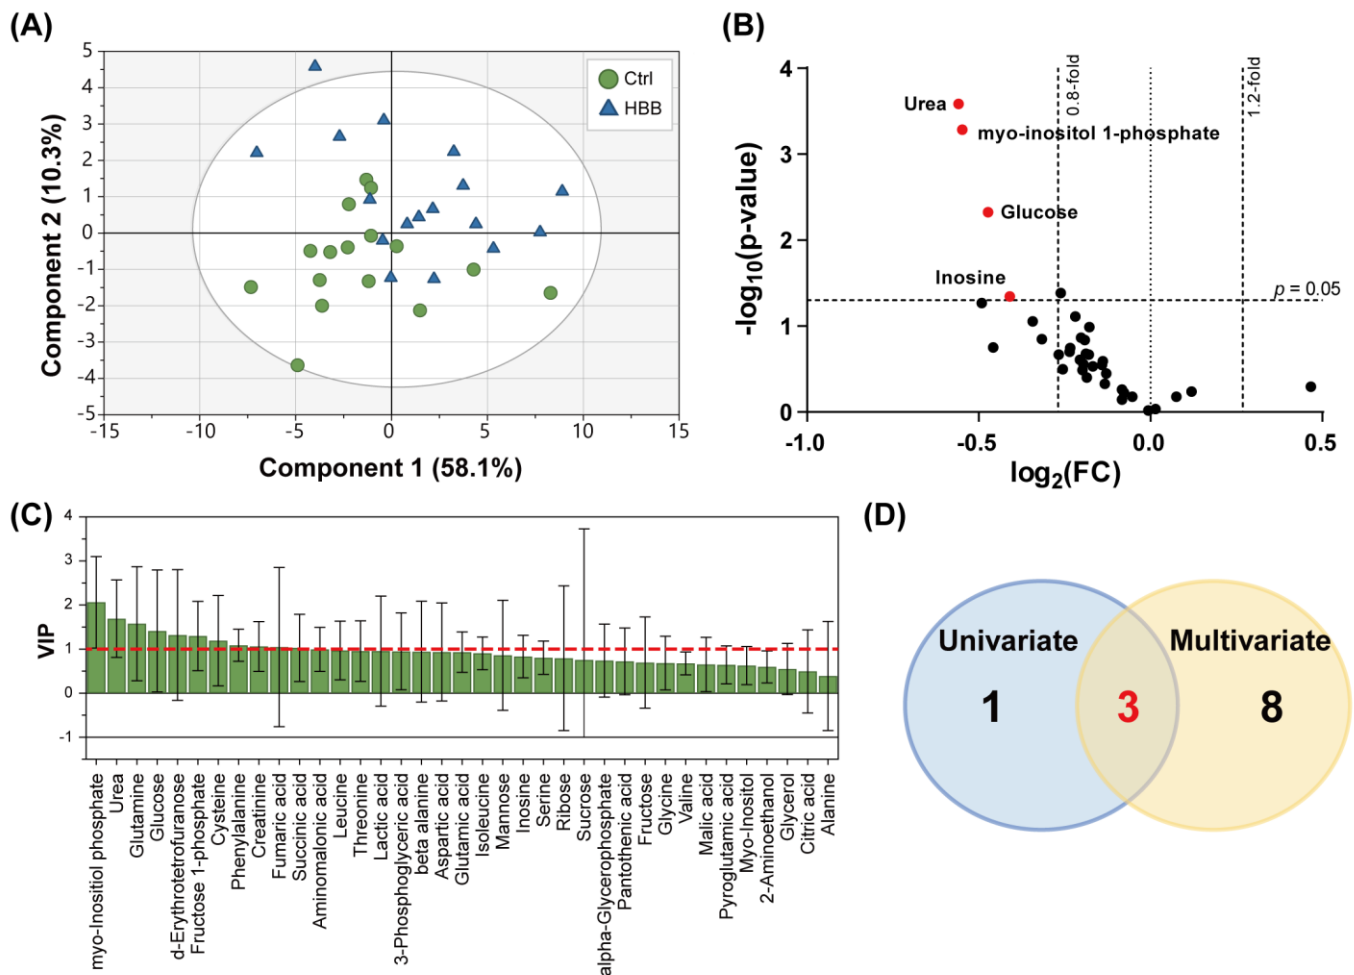 (A)
5
4
3
2
1
0
-1
-2
-3
-4
-5
-15
-10
-5
0
5
10
15
Component 2 (10.3%)
Component 1 (58.1%)
Ctrl
HBB
(B)
4
3
2
1
0
-1.0
-0.5
0.0
0.5
-log10(p-value)
log2(FC)
0.8-fold
1.2-fold
Urea
myo-inositol 1-phosphate
Glucose
Inosine
p = 0.05
(C)
4
3
2
1
0
-1
VIP
myo-Inositiol phosphate
Urea
Glutamine
Glucose
d-Erythrotetrofuranose
Fructose 1-phosphate
Cysteine
Phenylalanine
Creatinine
Fumaric acid
Succinic acid
Aminomalonic acid
Leucine
Threonine
Lactic acid
3-Phosphoglyceric acid
beta alanine
Aspartic acid
Glutamic acid
Isoleucine
Mannose
Inosine
Serine
Ribose
Sucrose
alpha-Glycerophosphate
Pantothenic acid
Fructose
Glycine
Valine
Malic acid
Pyroglutamic acid
Myo-Inositol
2-Aminoethanol
Glycerol
Citric acid
Alanine
(D)
Univariate
Multivariate
1
3
8